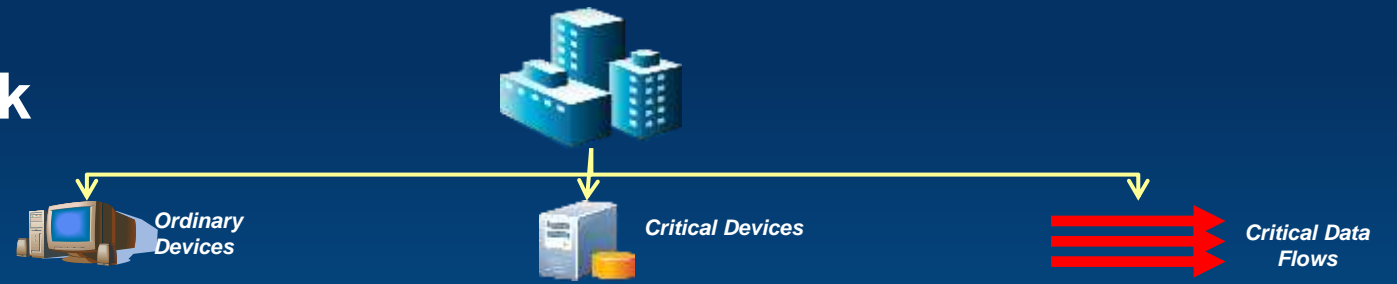 k
Ordinary
Devices
Critical Devices
Critical Data
Flows